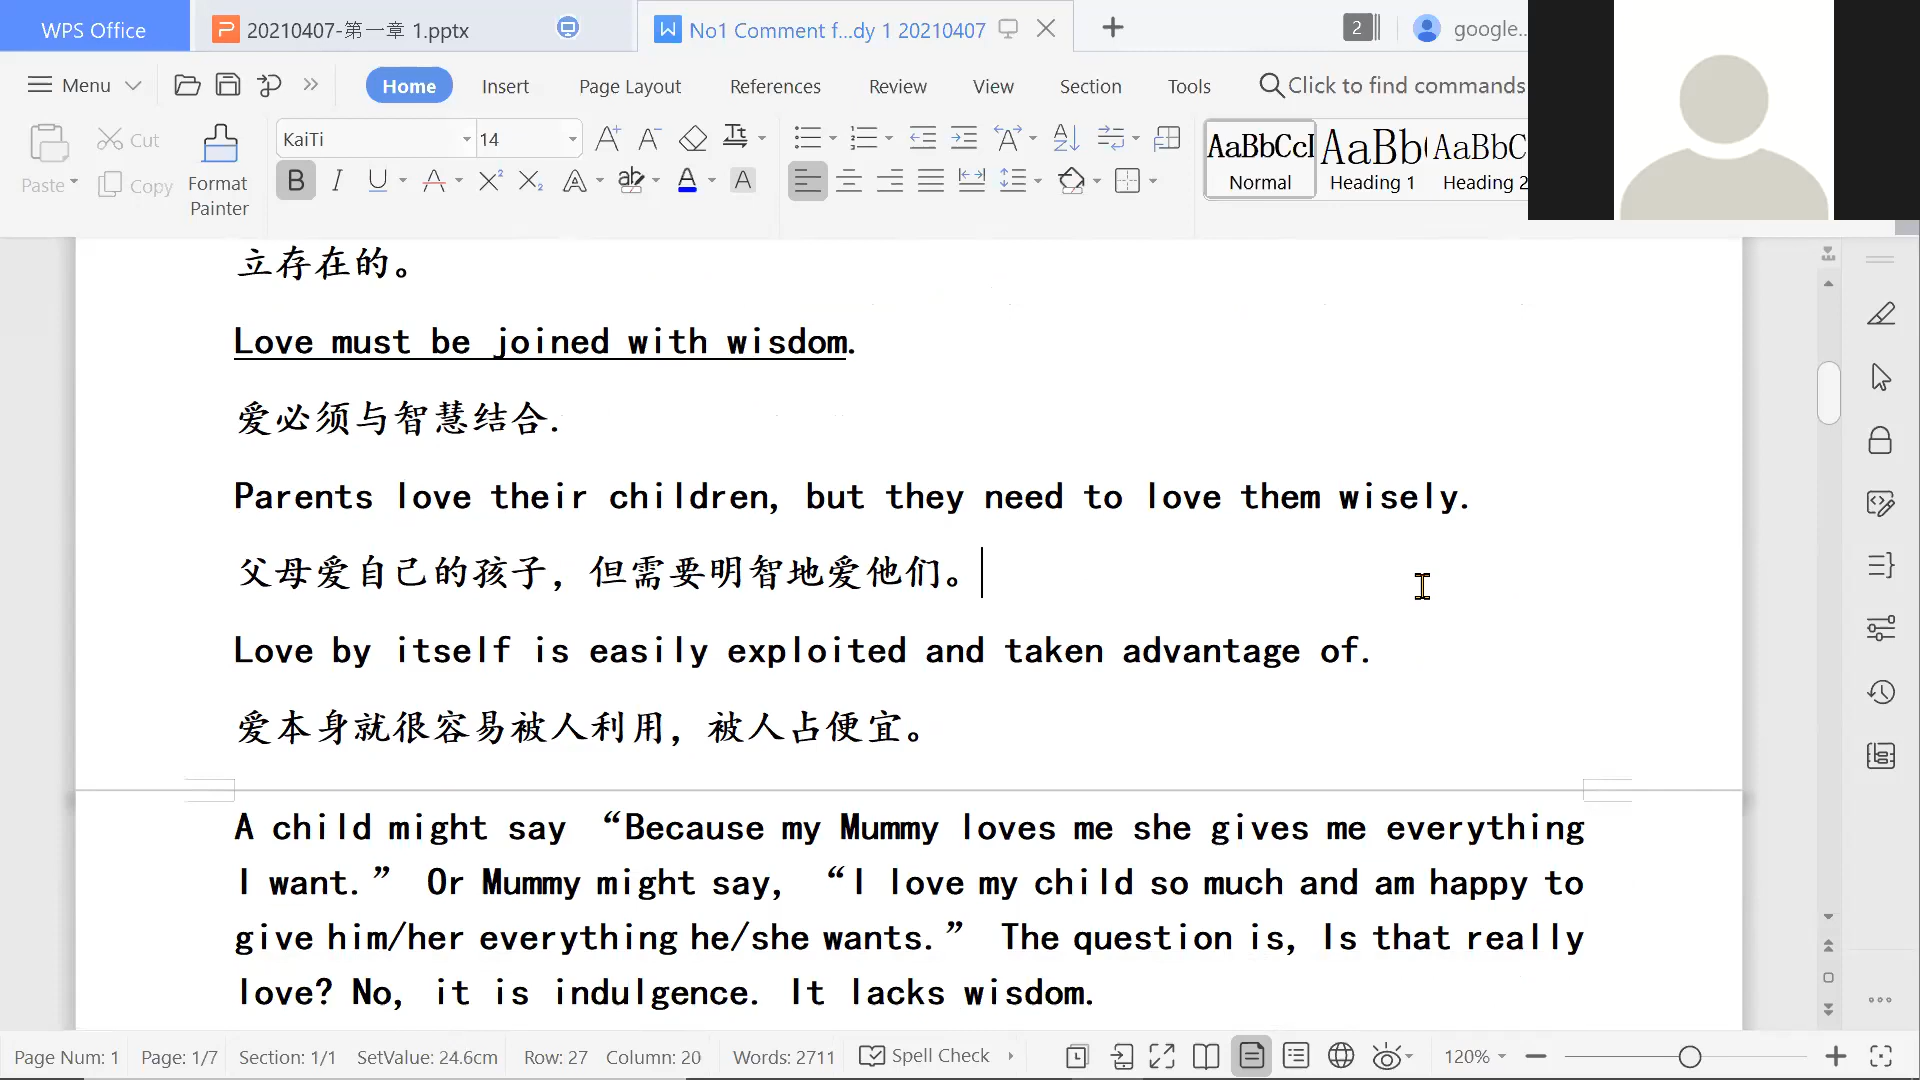 WPS Office
20210407-第一章 1.pptx
No1 Comment f...dy 1 20210407
2
google...
Menu
Home
Insert
Page Layout
References
Review
View
Section
Tools
Click to find commands
Paste
Cut
Copy
Format
Painter
KaiTi
14
AaBbCcI
Normal
AaBb(
Heading 1
AaBbC
Heading 2
立存在的。
Love must be joined with wisdom.
爱必须与智慧结合.
Parents love their children, but they need to love them wisely.
父母爱自己的孩子，但需要明智地爱他们。
Love by itself is easily exploited and taken advantage of.
爱本身就很容易被人利用，被人占便宜。
A child might say “Because my Mummy loves me she gives me everything
I want.” Or Mummy might say, “I love my child so much and am happy to
give him/her everything he/she wants.” The question is, Is that really
love? No, it is indulgence. It lacks wisdom.
Page Num: 1
Page: 1/7
Section: 1/1
SetValue: 24.6cm
Row: 27
Column: 20
Words: 2711
Spell Check
120%